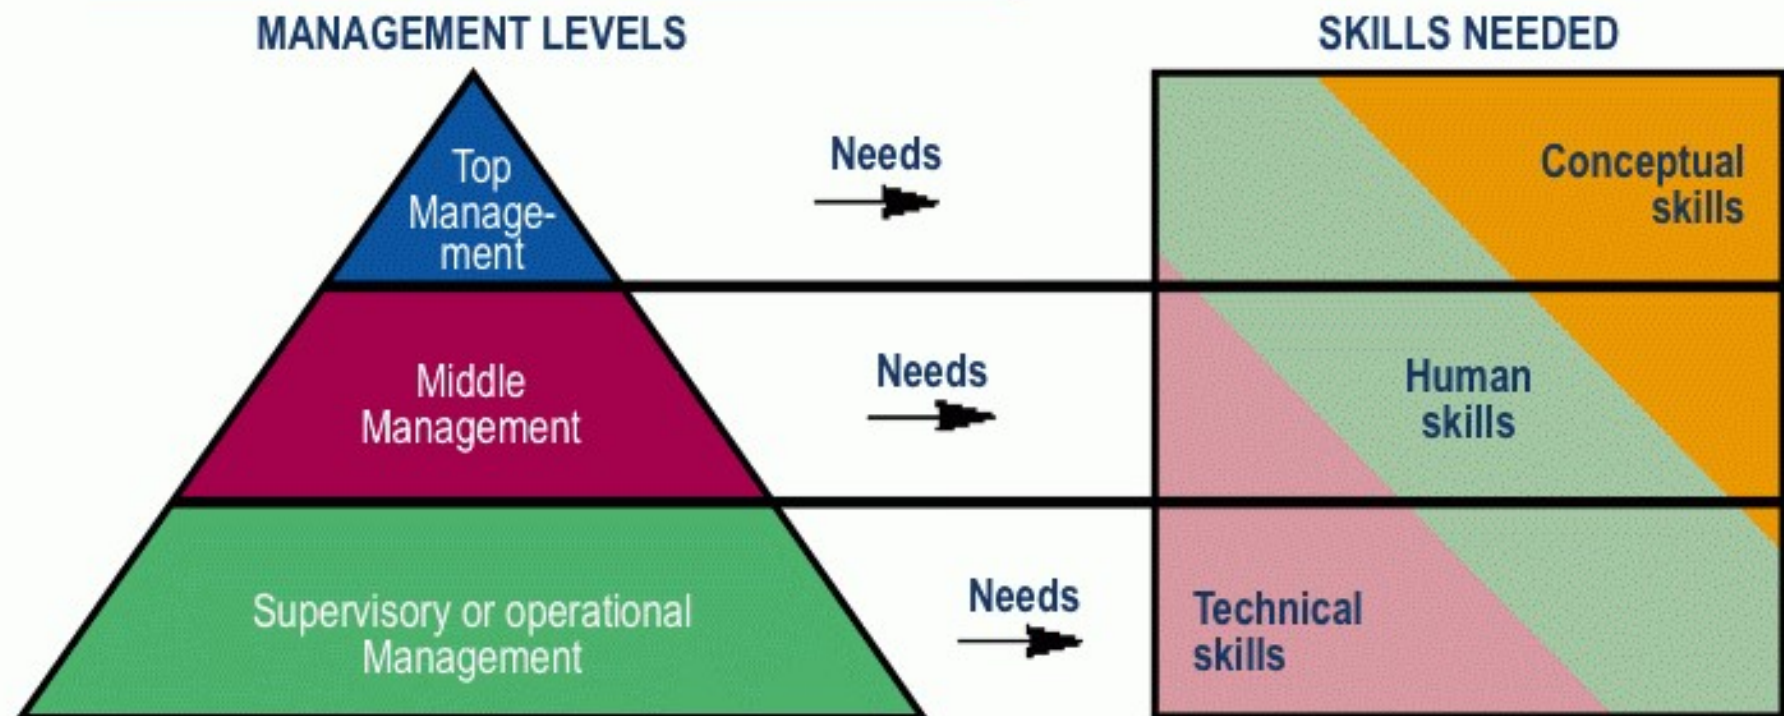 MANAGEMENT LEVELS
SKILLS NEEDED
Top
Manage-
ment
Needs
Conceptual
skills
Middle
Management
Needs
Human
skills
Supervisory or operational
Management
Needs
Technical
skills